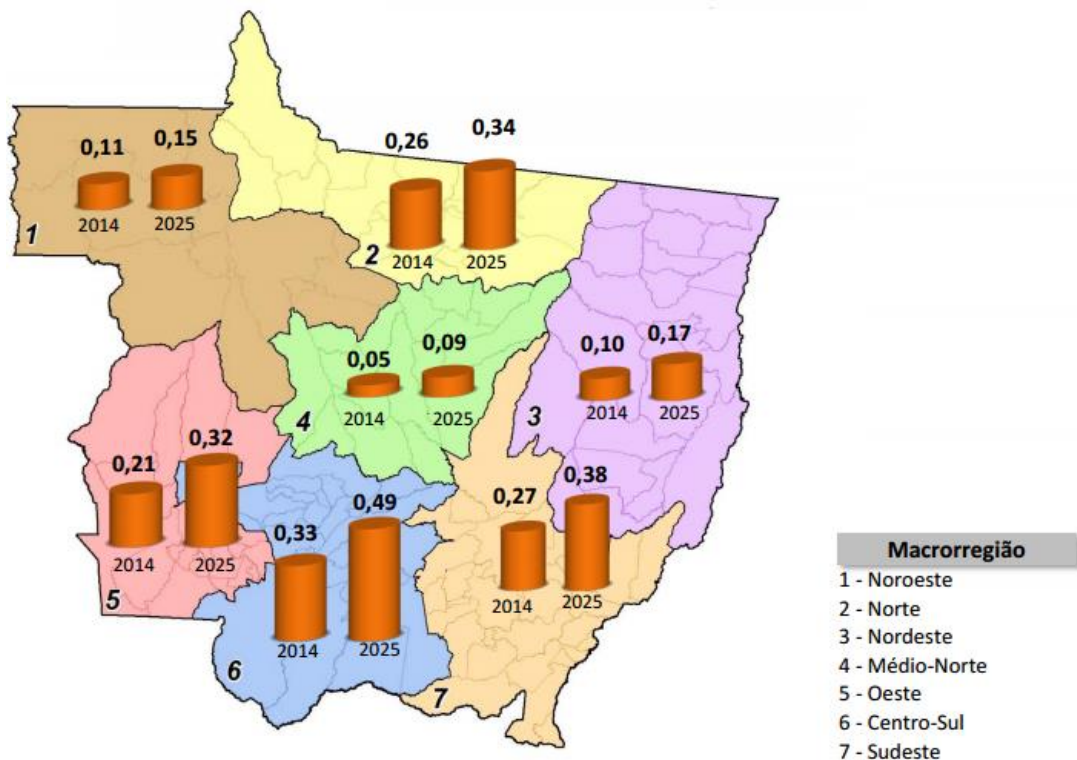 0,11 0,15
2014 2025
1
0,26 0,34
2014 2025
2
0,10 0,17
2014 2025
3
0,05 0,09
2014 2025
4
0,21 0,32
2014 2025
5
0,33 0,49
2014 2025
6
0,27 0,38
2014 2025
7
Macrorregião
1 - Noroeste
2 - Norte
3 - Nordeste
4 - Médio-Norte
5 - Oeste
6 - Centro-Sul
7 - Sudeste